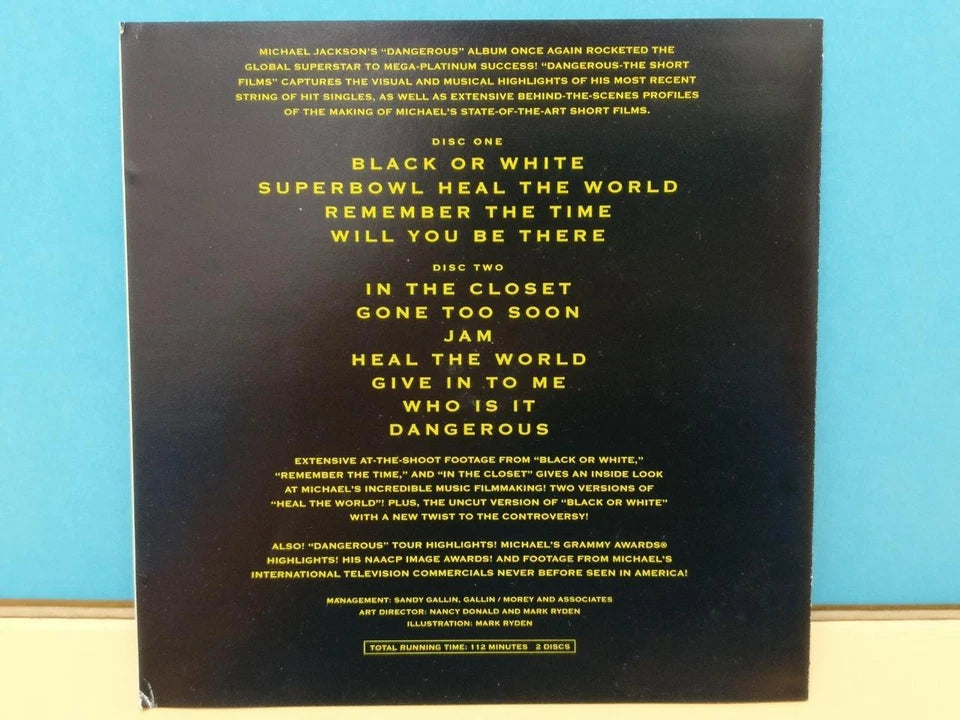 MICHAEL JACKSON'S "DANGEROUS" ALBUM ONCE AGAIN ROCKETED THE
GLOBAL SUPERSTAR TO MEGA-PLATINUM SUCCESS! "DANGEROUS-THE SHORT
FILMS" CAPTURES THE VISUAL AND MUSICAL HIGHLIGHTS OF HIS MOST RECENT
STRING OF HIT SINGLES, AS WELL AS EXTENSIVE BEHIND-THE-SCENES PROFILES
OF THE MAKING OF MICHAEL'S STATE-OF-THE-ART SHORT FILMS.
DISC ONE
BLACK OR WHITE
SUPERBOWL HEAL THE WORLD
REMEMBER THE TIME
WILL YOU BE THERE
DISC TWO
IN THE CLOSET
GONE TOO SOON
JAM
HEAL THE WORLD
GIVE IN TO ME
WHO IS IT
DANGEROUS
EXTENSIVE AT-THE-SHOOT FOOTAGE FROM "BLACK OR WHITE,"
"REMEMBER THE TIME," AND "IN THE CLOSET" GIVES AN INSIDE LOOK
AT MICHAEL'S INCREDIBLE MUSIC FILMMAKING! TWO VERSIONS OF
"HEAL THE WORLD"! PLUS, THE UNCUT VERSION OF "BLACK OR WHITE"
WITH A NEW TWIST TO THE CONTROVERSY!
ALSO! "DANGEROUS" TOUR HIGHLIGHTS! MICHAEL'S GRAMMY AWARDS®
HIGHLIGHTS! HIS NAACP IMAGE AWARDS! AND FOOTAGE FROM MICHAEL'S
INTERNATIONAL TELEVISION COMMERCIALS NEVER BEFORE SEEN IN AMERICA!
MANAGEMENT: SANDY GALLIN, GALLIN / MOREY AND ASSOCIATES
ART DIRECTOR: NANCY DONALD AND MARK RYDEN
ILLUSTRATION: MARK RYDEN
TOTAL RUNNING TIME: 112 MINUTES 2 DISCS